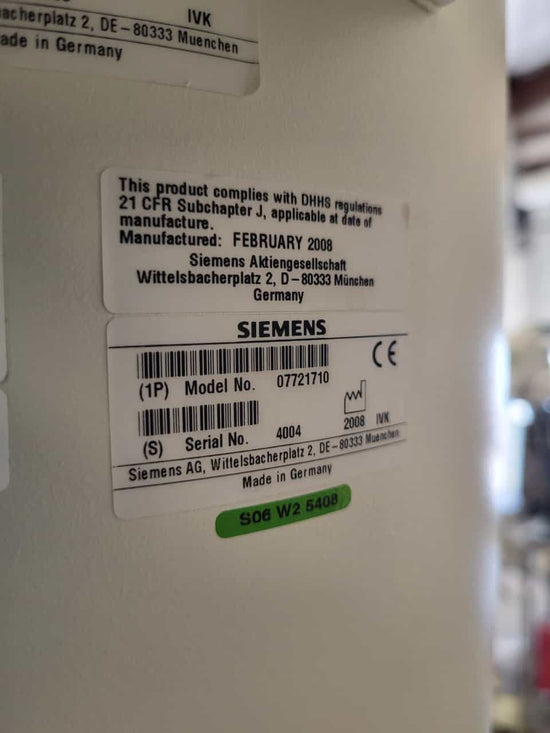 acherplatz 2, DE-80333 Muenchen
IVK
ade in Germany
This product complies with DHHS regulations
21 CFR Subchapter J, applicable at date of
manufacture.
Manufactured: FEBRUARY 2008
Siemens Aktiengesellschaft
Wittelsbacherplatz 2, D-80333 München
Germany
SIEMENS
CE
(1P) Model No. 07721710
2008 IVK
(S) Serial No. 4004
Siemens AG, Wittelsbacherplatz 2, DE-80333 Muenchen
Made in Germany
S06 W2 5408